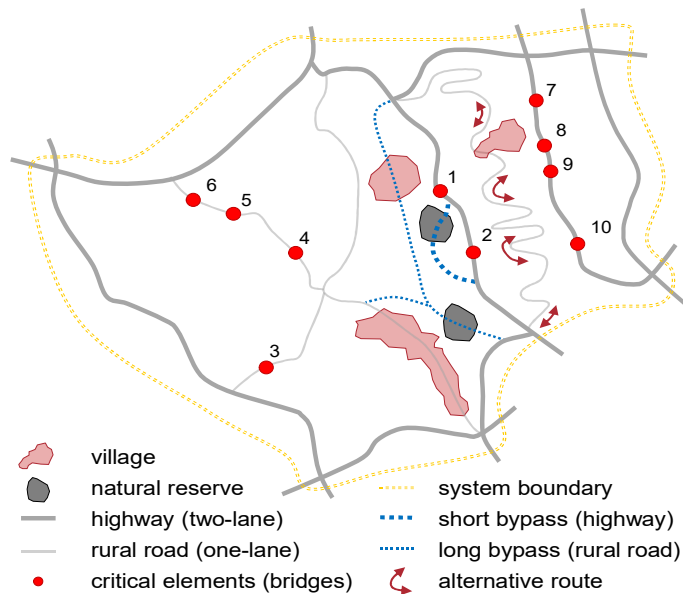 7
8
9
6
5
1
10
4
2
3
village
natural reserve
highway (two-lane)
rural road (one-lane)
critical elements (bridges)
system boundary
short bypass (highway)
long bypass (rural road)
alternative route